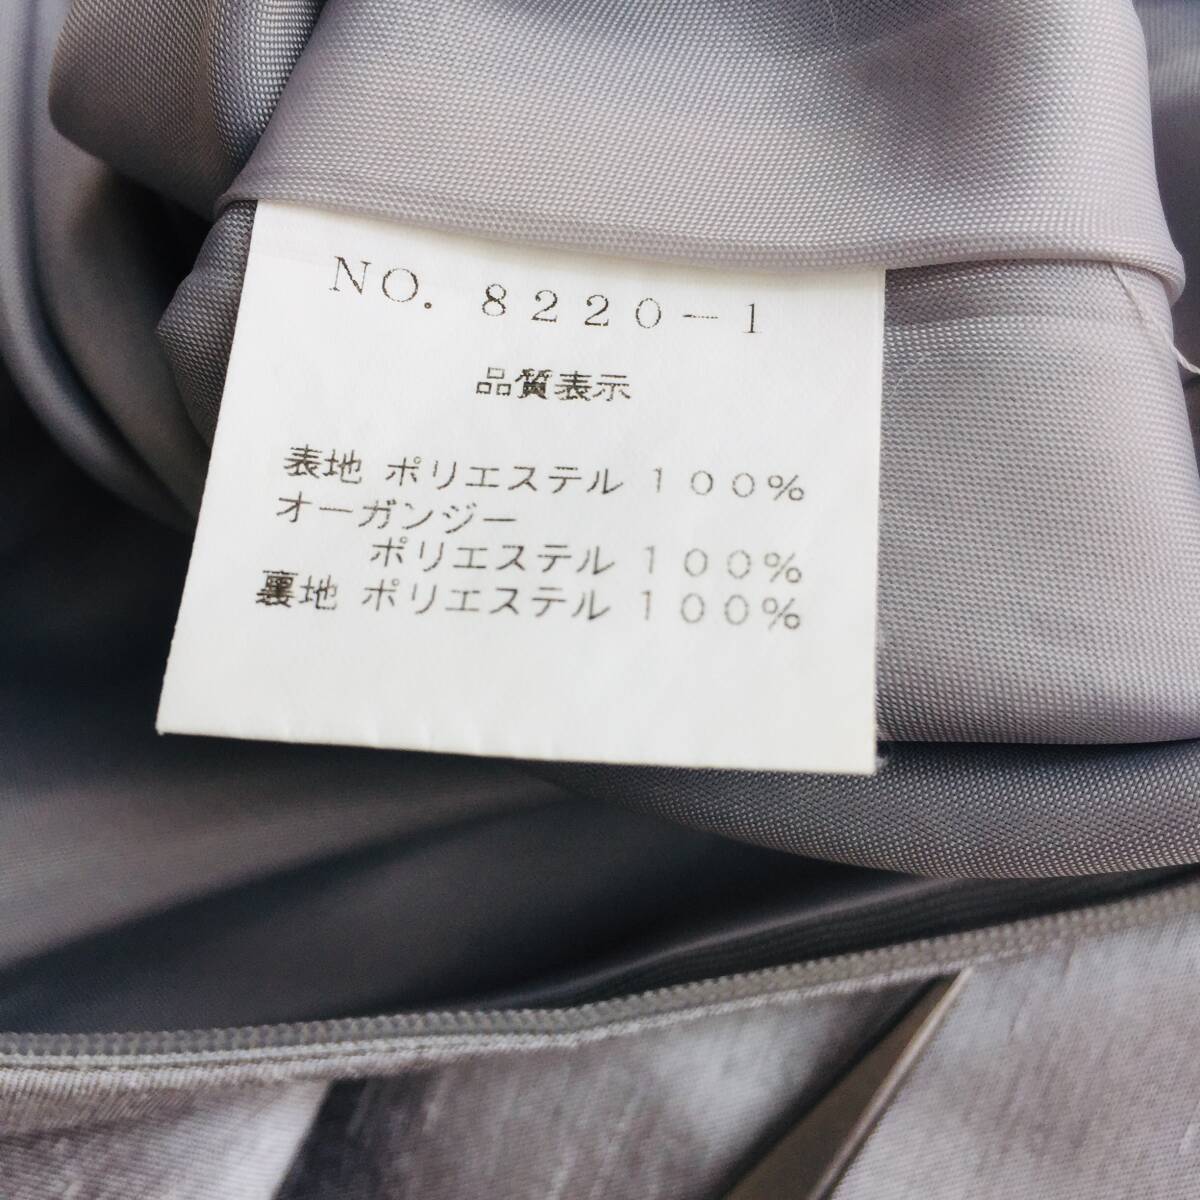 NO. 8220-1
品質表示
表地 ポリエステル 100%
オーガンジー
ポリエステル 100%
裏地 ポリエステル 100%